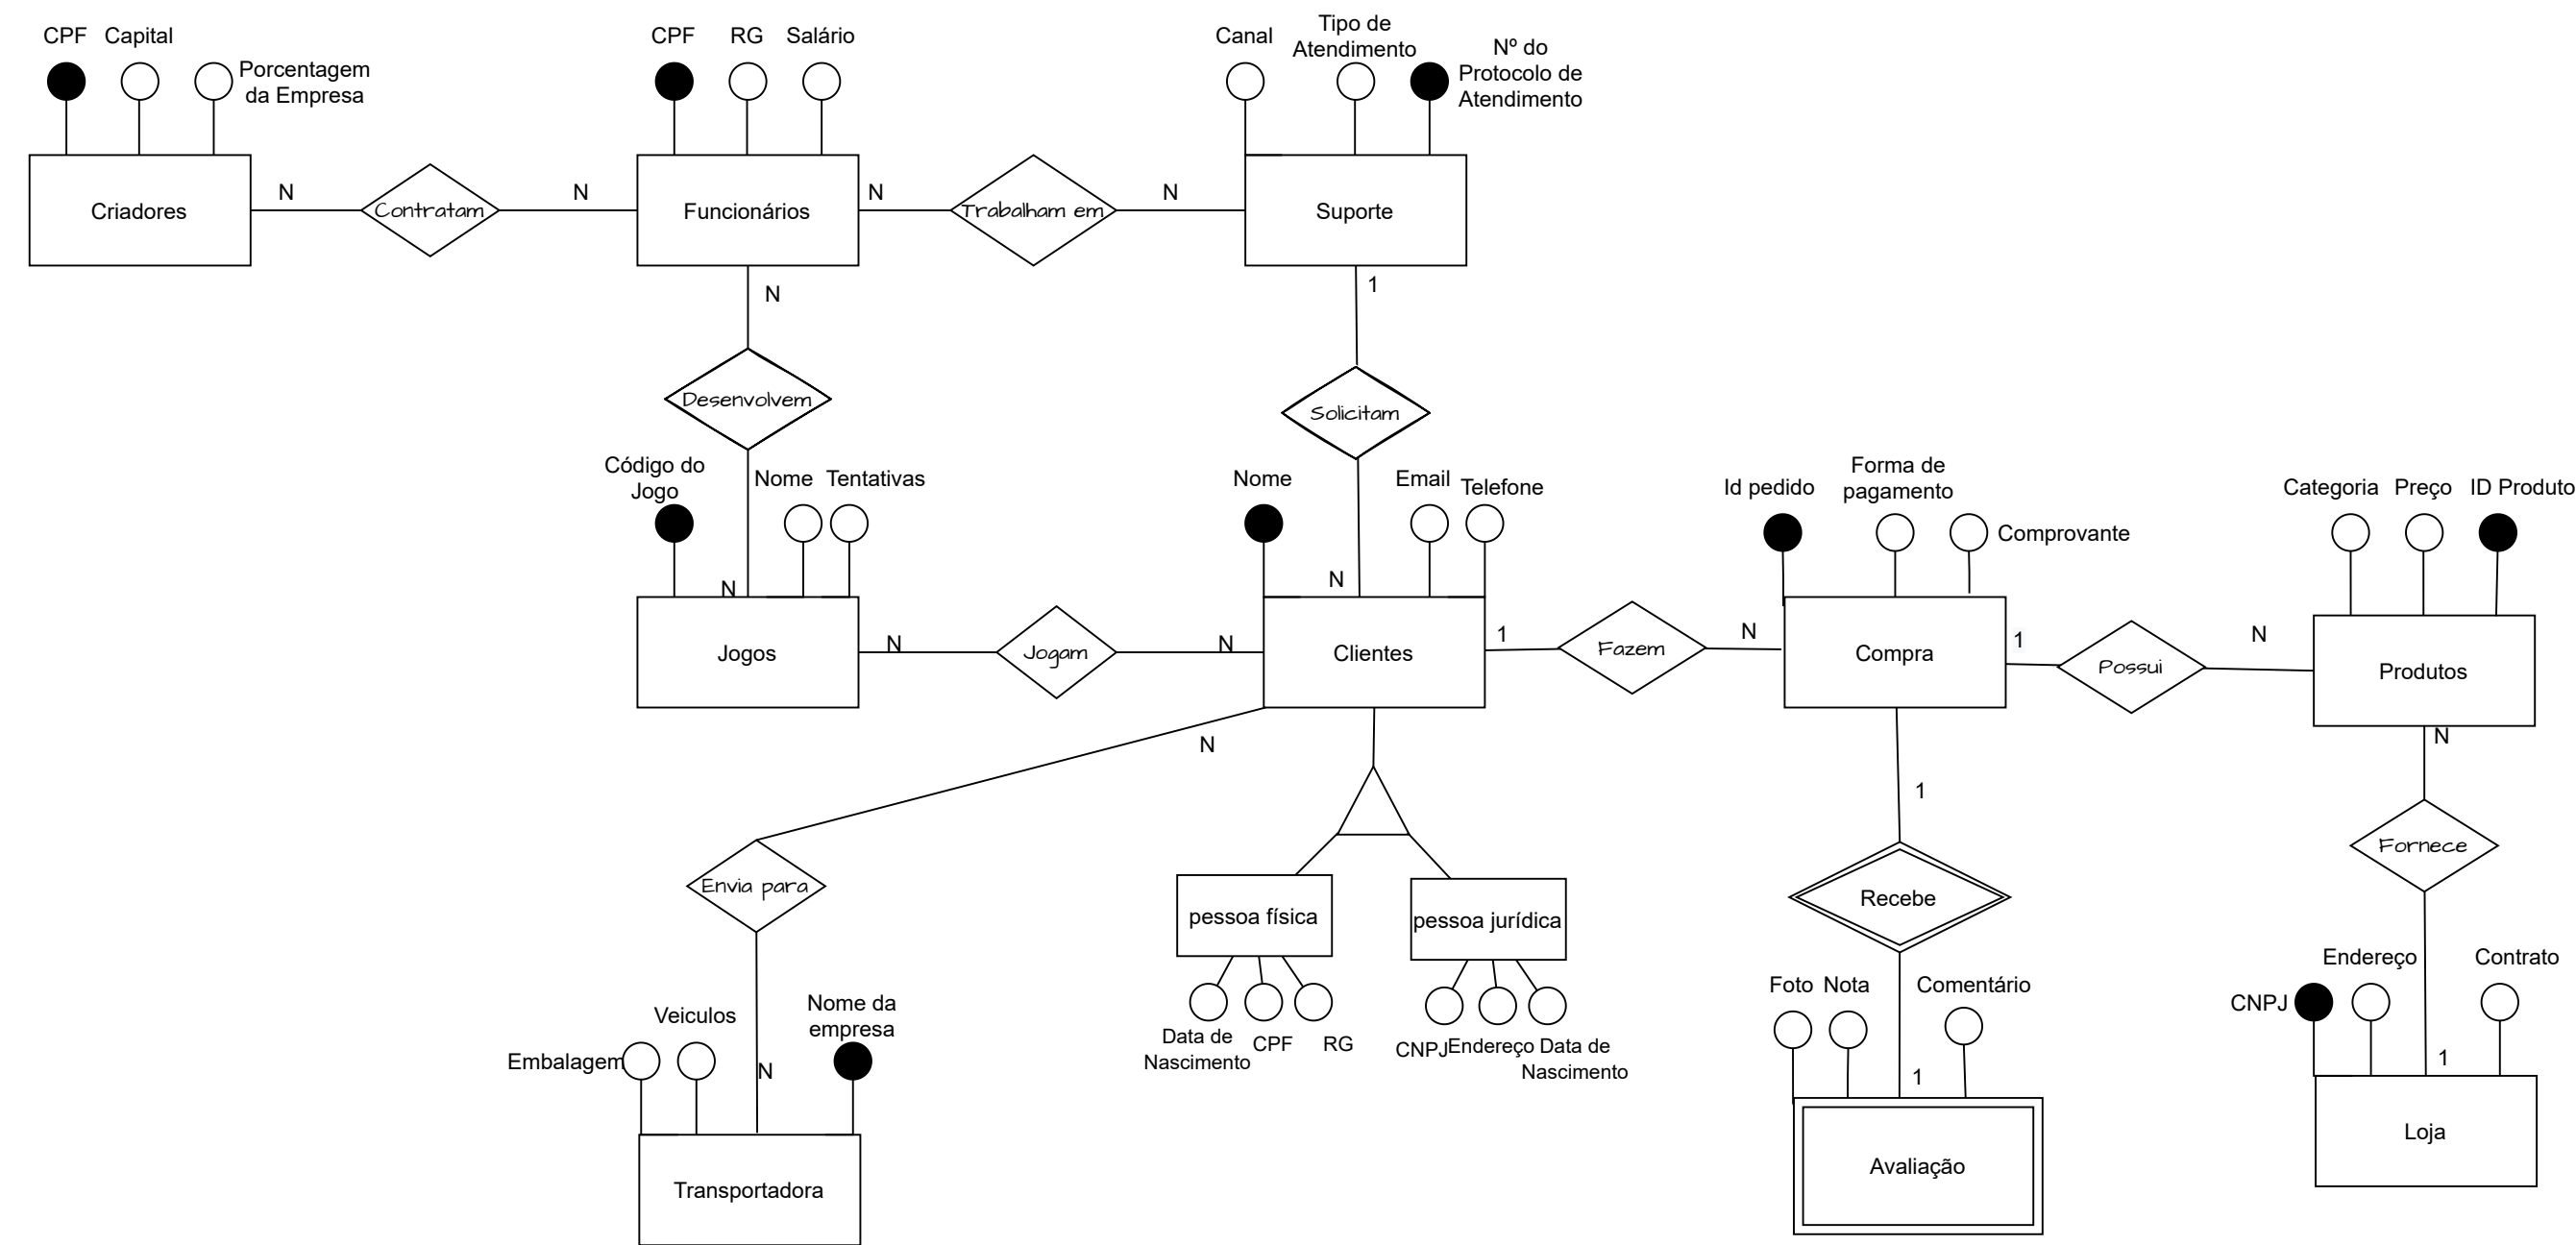 CPF
Capital
Porcentagem
da Empresa
CPF
RG
Salário
Canal
Tipo de
Atendimento
Nº do
Protocolo de
Atendimento
Criadores
N
Contratam
N
Funcionários
N
Trabalham em
N
Suporte
N
1
Desenvolvem
Solicitam
Código do
Jogo
Nome
Tentativas
Nome
Email
Telefone
Id pedido
Forma de
pagamento
Comprovante
Categoria
Preço
ID Produto
N
N
Jogos
N
Jogam
N
Clientes
1
Fazem
N
Compra
1
Possui
N
Produtos
N
N
1
Envia para
pessoa física
pessoa jurídica
Recebe
Fornece
Data de
Nascimento
CPF
RG
CNPJ
Endereço
Data de
Nascimento
Veiculos
Nome da
empresa
Embalagem
N
Foto
Nota
Comentário
1
CNPJ
Endereço
Contrato
1
Transportadora
Avaliação
Loja